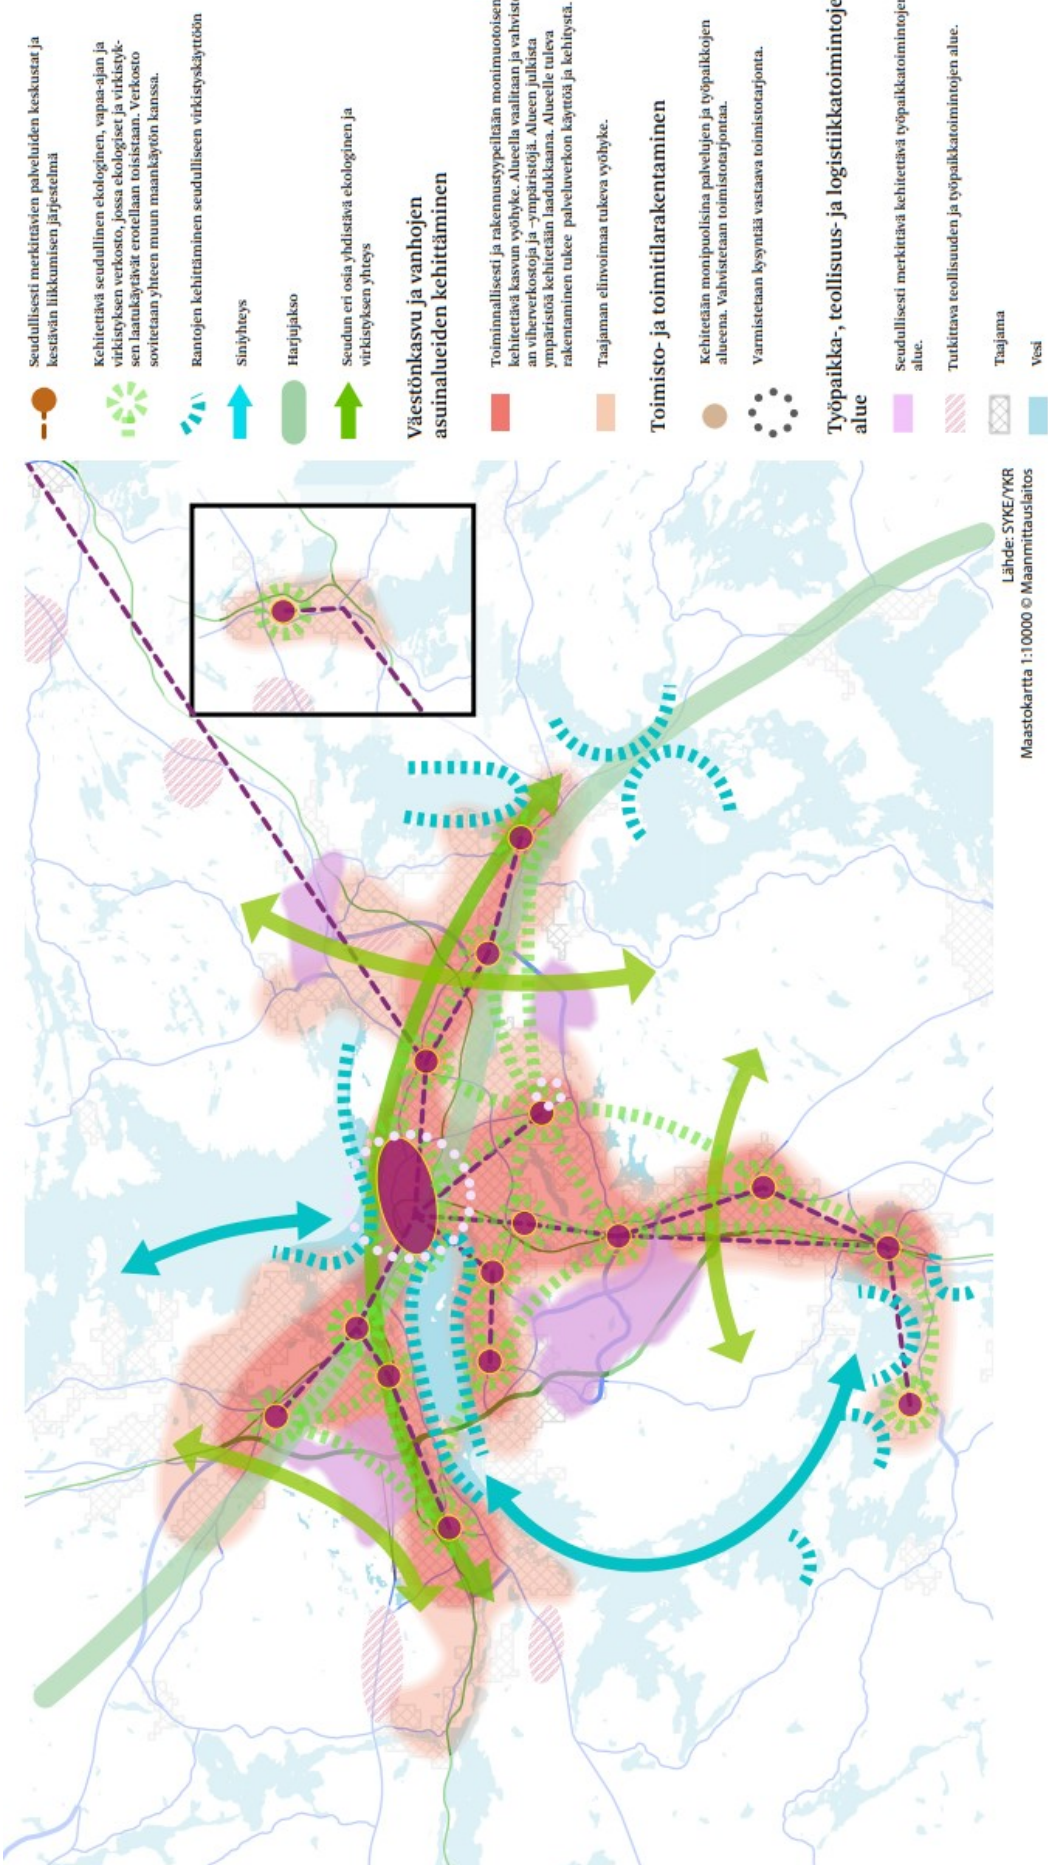 Seudullisesti merkittävien palveluiden keskustat ja
kestävän liikkumisen järjestelmä
Kehitettävä seudullinen ekologinen, vapaa-ajan ja
virkistyksen verkosto, jossa ekologiset ja virkistyk-
sen laatukäytävät erotellaan toisistaan. Verkosto
sovitetaan yhteen muun maankäytön kanssa.
Rantojen kehittäminen seudulliseen virkistyskäyttöön
Siniyhteys
Harjujakso
Seudun eri osia yhdistävä ekologinen ja
virkistyksen yhteys
Väestönkasvu ja vanhojen
asuinalueiden kehittäminen
Toiminnallisesti ja rakennustyypeiltään monimuotoisen
kehitettävä kasvun vyöhyke. Alueella vaalitaan ja vahviste
an viherverkostoja ja -ympäristöjä. Alueen julkista
ympäristöä kehitetään laadukkaana. Alueelle tuleva
rakentaminen tukee palveluverkon käyttöä ja kehitystä.
Taajaman elinvoimaa tukeva vyöhyke.
Toimisto- ja toimitilarakentaminen
Kehitetään monipuolisina palvelujen ja työpaikkojen
alueena. Vahvistetaan toimistotarjontaa.
Varmistetaan kysyntää vastaava toimistotarjonta.
Työpaikka-, teollisuus- ja logistiikkatoimintoje
alue
Seudullisesti merkittävä kehitettävä työpaikkatoimintojen
alue.
Tutkittava teollisuuden ja työpaikkatoimintojen alue.
Taajama
Vesi
Lähde: SYKE/YKR
Maastokartta 1:10000 © Maanmittauslaitos